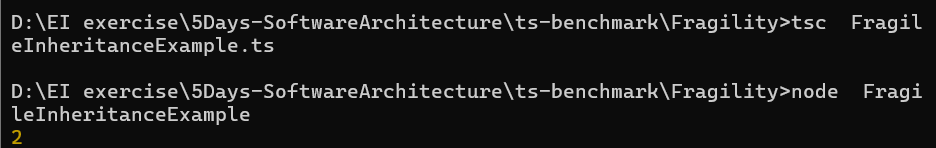 D:\EI exercise\5Days-SoftwareArchitecture\ts-benchmark\Fragility>tsc  Fragil
eInheritanceExample.ts
D:\EI exercise\5Days-SoftwareArchitecture\ts-benchmark\Fragility>node  Fragi
leInheritanceExample
2